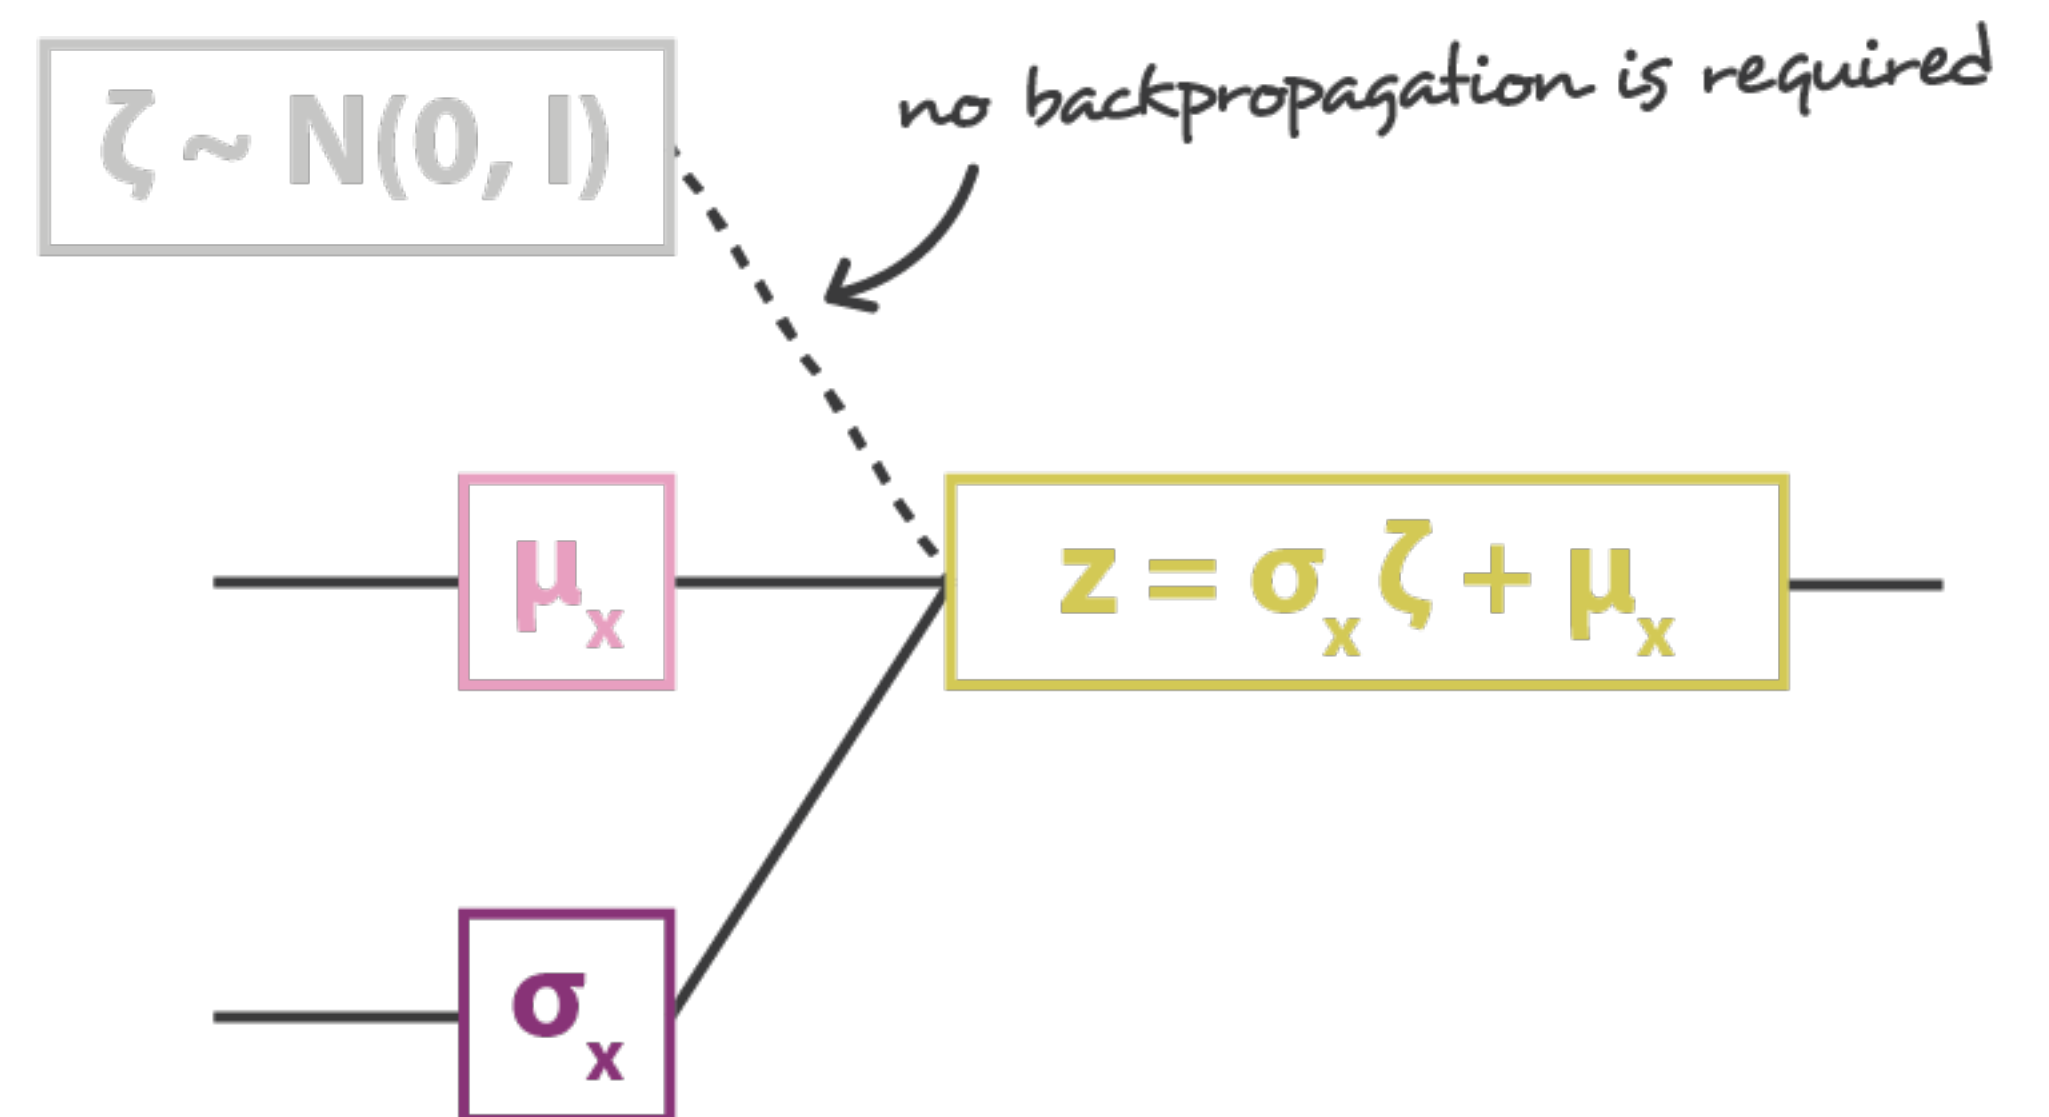 ζ ~ N(0, I)
no backpropagation is required
μx
z = σxζ + μx
σx